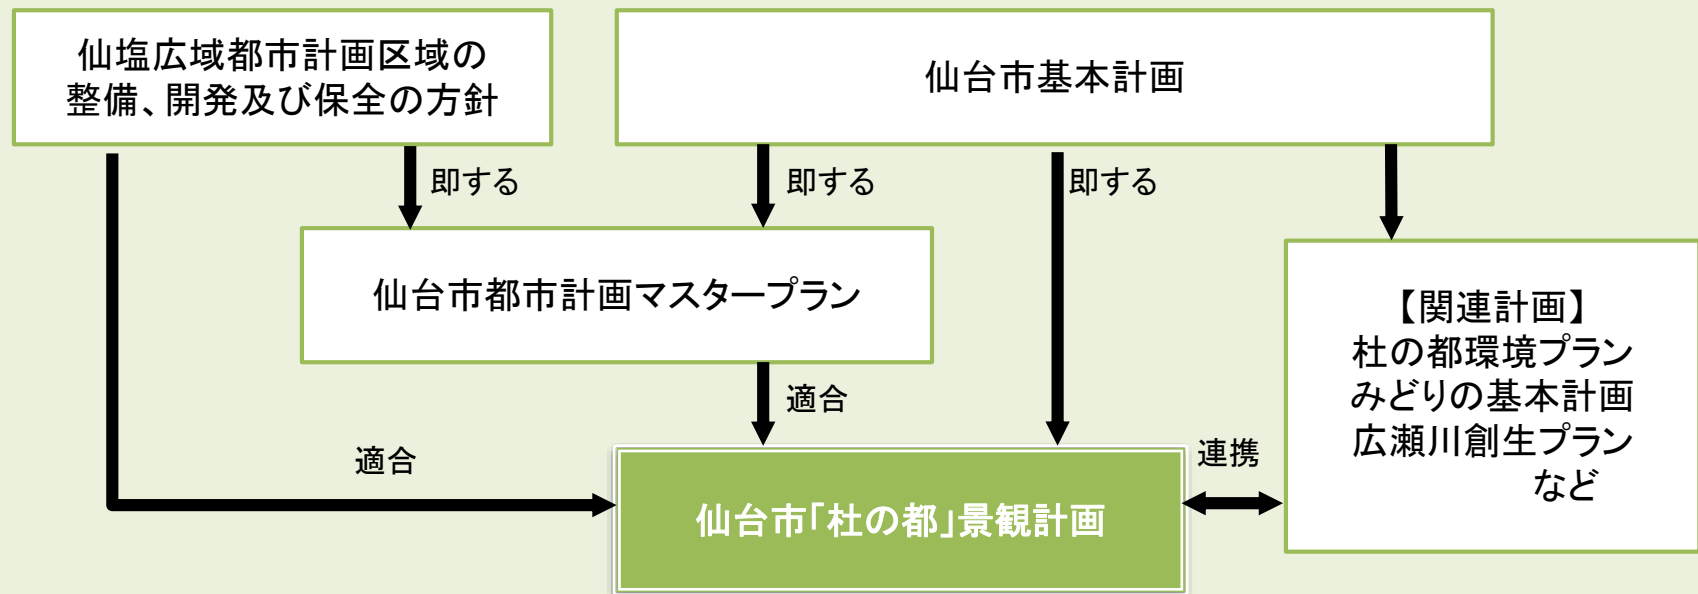 仙塩広域都市計画区域の
整備、開発及び保全の方針
仙台市基本計画
即する
即する
即する
仙台市都市計画マスタープラン
【関連計画】
杜の都環境プラン
みどりの基本計画
広瀬川創生プラン
など
適合
適合
連携
仙台市｢杜の都｣景観計画